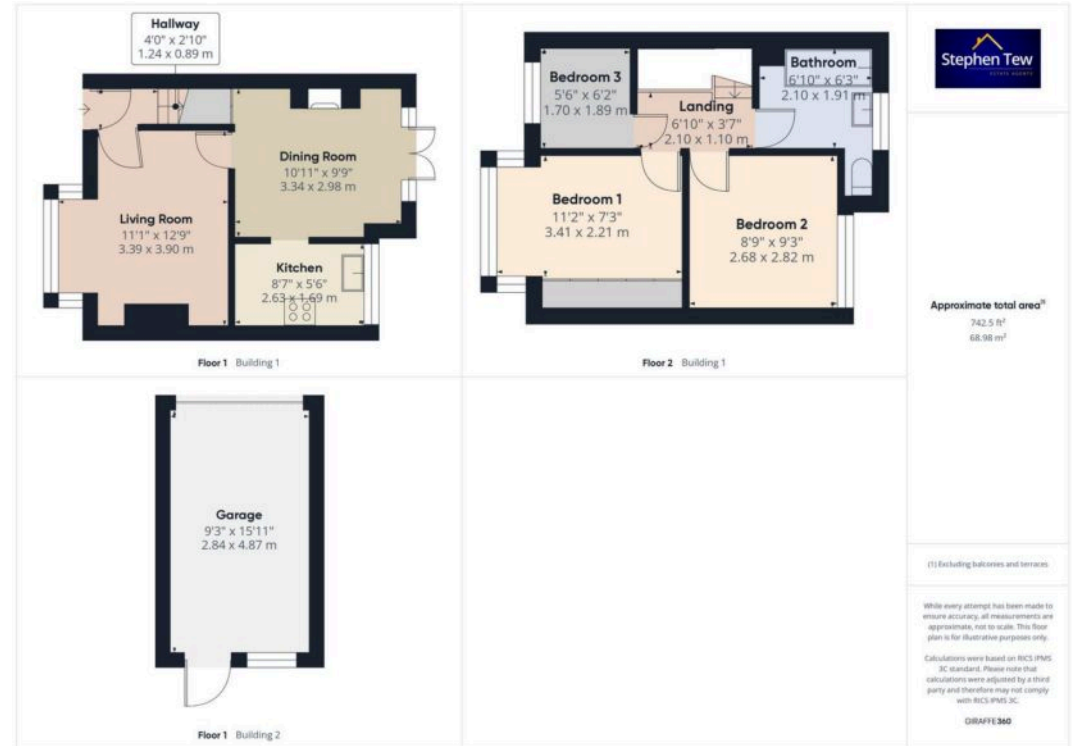 Hallway
4'0" x 2'10"
1.24 x 0.89 m
Dining Room
10'11" x 9'9"
3.34 x 2.98 m
Living Room
11'1" x 12'9"
3.39 x 3.90 m
Kitchen
8'7" x 5'6"
2.63 x 1.69 m
Floor 1 Building 1
Bedroom 3
5'6" x 6'2"
1.70 x 1.89 m
Landing
6'10" x 3'7"
2.10 x 1.10 m
Bathroom
6'10" x 6'3"
2.10 x 1.91 m
Bedroom 1
11'2" x 7'3"
3.41 x 2.21 m
Bedroom 2
8'9" x 9'3"
2.68 x 2.82 m
Floor 2 Building 1
Garage
9'3" x 15'11"
2.84 x 4.87 m
Floor 1 Building 2
Stephen Tew
ESTATE AGENTS
Approximate total area⁽¹⁾
742.5 ft²
68.98 m²
(1) Excluding balconies and terraces
While every attempt has been made to
ensure accuracy, all measurements are
approximate, not to scale. This floor
plan is for illustrative purposes only.
Calculations were based on RICS IPMS
3C standard. Please note that
calculations were adjusted by a third
party and therefore may not comply
with RICS IPMS 3C.
GIRAFFE360